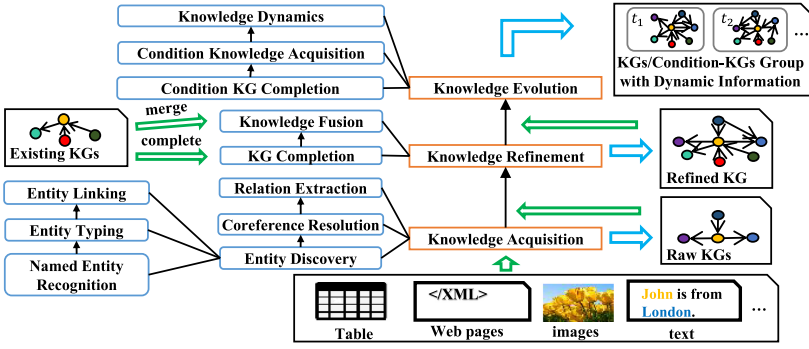 Knowledge Dynamics
Condition Knowledge Acquisition
Condition KG Completion
Knowledge Evolution
t₁
t₂
...
KGs/Condition-KGs Group
with Dynamic Information
Existing KGs
merge
complete
Knowledge Fusion
KG Completion
Knowledge Refinement
Refined KG
Entity Linking
Entity Typing
Named Entity
Recognition
Relation Extraction
Coreference Resolution
Entity Discovery
Knowledge Acquisition
Raw KGs
Table
</XML>
Web pages
images
John is from
London.
text
...